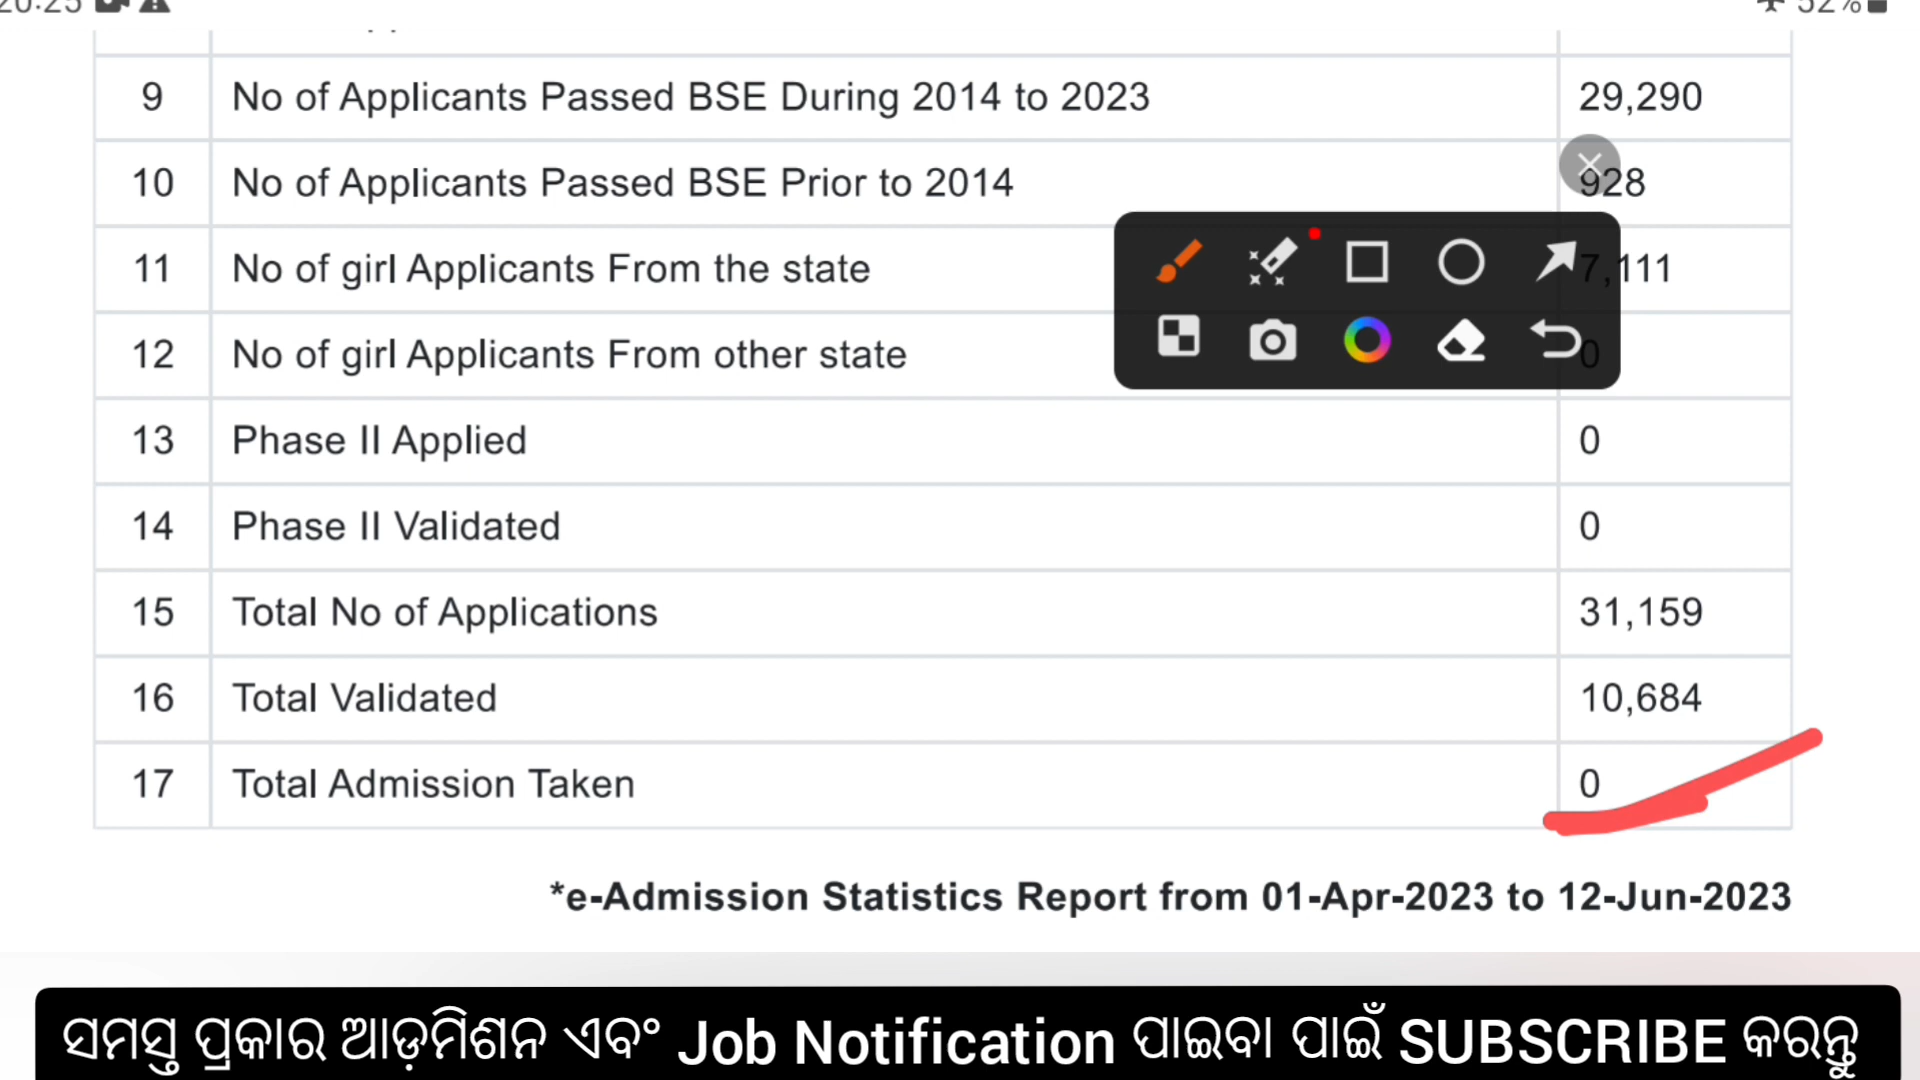 20:25 52%
9 No of Applicants Passed BSE During 2014 to 2023 29,290
10 No of Applicants Passed BSE Prior to 2014 928
11 No of girl Applicants From the state 7,111
12 No of girl Applicants From other state 0
13 Phase II Applied 0
14 Phase II Validated 0
15 Total No of Applications 31,159
16 Total Validated 10,684
17 Total Admission Taken 0
*e-Admission Statistics Report from 01-Apr-2023 to 12-Jun-2023
ସମସ୍ତ ପ୍ରକାର ଆଡ଼ମିଶନ ଏବଂ Job Notification ପାଇବା ପାଇଁ SUBSCRIBE କରନ୍ତୁ